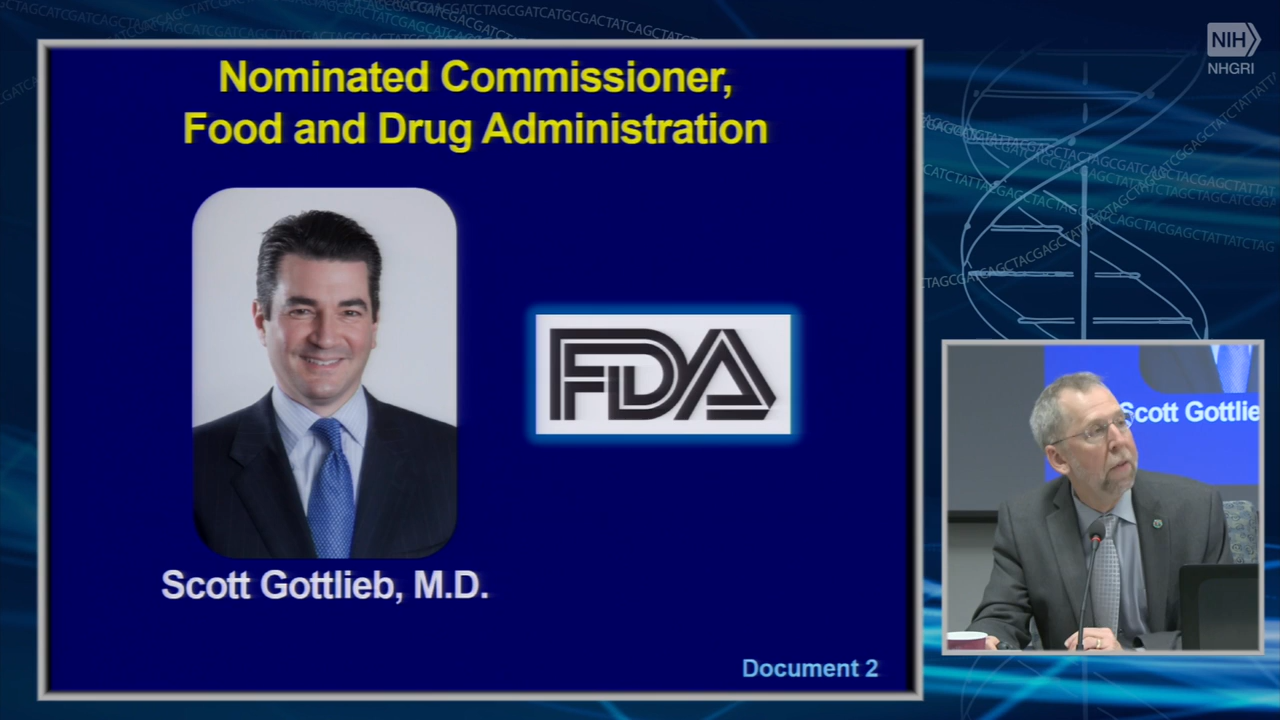 Nominated Commissioner,
Food and Drug Administration
FDA
Scott Gottlieb, M.D.
Document 2
NIH
NHGRI
Scott Gottlie